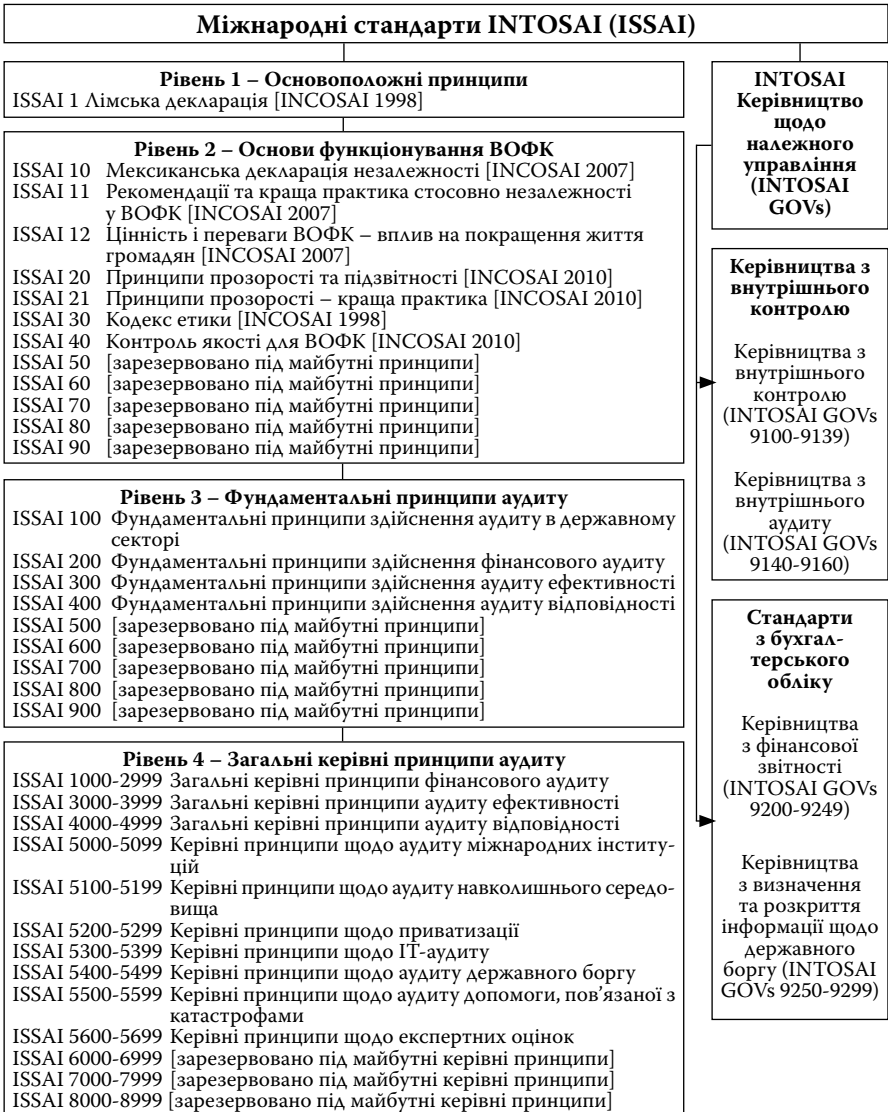 Міжнародні стандарти INTOSAI (ISSAI)
Рівень 1 – Основоположні принципи
ISSAI 1 Лімська декларація [INCOSAI 1998]
Рівень 2 – Основи функціонування ВОФК
ISSAI 10 Мексиканська декларація незалежності [INCOSAI 2007]
ISSAI 11 Рекомендації та краща практика стосовно незалежності
у ВОФК [INCOSAI 2007]
ISSAI 12 Цінність і переваги ВОФК – вплив на покращення життя
громадян [INCOSAI 2007]
ISSAI 20 Принципи прозорості та підзвітності [INCOSAI 2010]
ISSAI 21 Принципи прозорості – краща практика [INCOSAI 2010]
ISSAI 30 Кодекс етики [INCOSAI 1998]
ISSAI 40 Контроль якості для ВОФК [INCOSAI 2010]
ISSAI 50 [зарезервовано під майбутні принципи]
ISSAI 60 [зарезервовано під майбутні принципи]
ISSAI 70 [зарезервовано під майбутні принципи]
ISSAI 80 [зарезервовано під майбутні принципи]
ISSAI 90 [зарезервовано під майбутні принципи]
Рівень 3 – Фундаментальні принципи аудиту
ISSAI 100 Фундаментальні принципи здійснення аудиту в державному
секторі
ISSAI 200 Фундаментальні принципи здійснення фінансового аудиту
ISSAI 300 Фундаментальні принципи здійснення аудиту ефективності
ISSAI 400 Фундаментальні принципи здійснення аудиту відповідності
ISSAI 500 [зарезервовано під майбутні принципи]
ISSAI 600 [зарезервовано під майбутні принципи]
ISSAI 700 [зарезервовано під майбутні принципи]
ISSAI 800 [зарезервовано під майбутні принципи]
ISSAI 900 [зарезервовано під майбутні принципи]
Рівень 4 – Загальні керівні принципи аудиту
ISSAI 1000-2999 Загальні керівні принципи фінансового аудиту
ISSAI 3000-3999 Загальні керівні принципи аудиту ефективності
ISSAI 4000-4999 Загальні керівні принципи аудиту відповідності
ISSAI 5000-5099 Керівні принципи щодо аудиту міжнародних інститу-
цій
ISSAI 5100-5199 Керівні принципи щодо аудиту навколишнього середо-
вища
ISSAI 5200-5299 Керівні принципи щодо приватизації
ISSAI 5300-5399 Керівні принципи щодо ІТ-аудиту
ISSAI 5400-5499 Керівні принципи щодо аудиту державного боргу
ISSAI 5500-5599 Керівні принципи щодо аудиту допомоги, пов'язаної з
катастрофами
ISSAI 5600-5699 Керівні принципи щодо експертних оцінок
ISSAI 6000-6999 [зарезервовано під майбутні керівні принципи]
ISSAI 7000-7999 [зарезервовано під майбутні керівні принципи]
ISSAI 8000-8999 [зарезервовано під майбутні керівні принципи]
INTOSAI
Керівництво
щодо
належного
управління
(INTOSAI
GOVs)
Керівництва з
внутрішнього
контролю
Керівництва з
внутрішнього
контролю
(INTOSAI GOVs
9100-9139)
Керівництва з
внутрішнього
аудиту
(INTOSAI GOVs
9140-9160)
Стандарти
з бухгал-
терського
обліку
Керівництва
з фінансової
звітності
(INTOSAI GOVs
9200-9249)
Керівництва
з визначення
та розкриття
інформації щодо
державного
боргу (INTOSAI
GOVs 9250-9299)